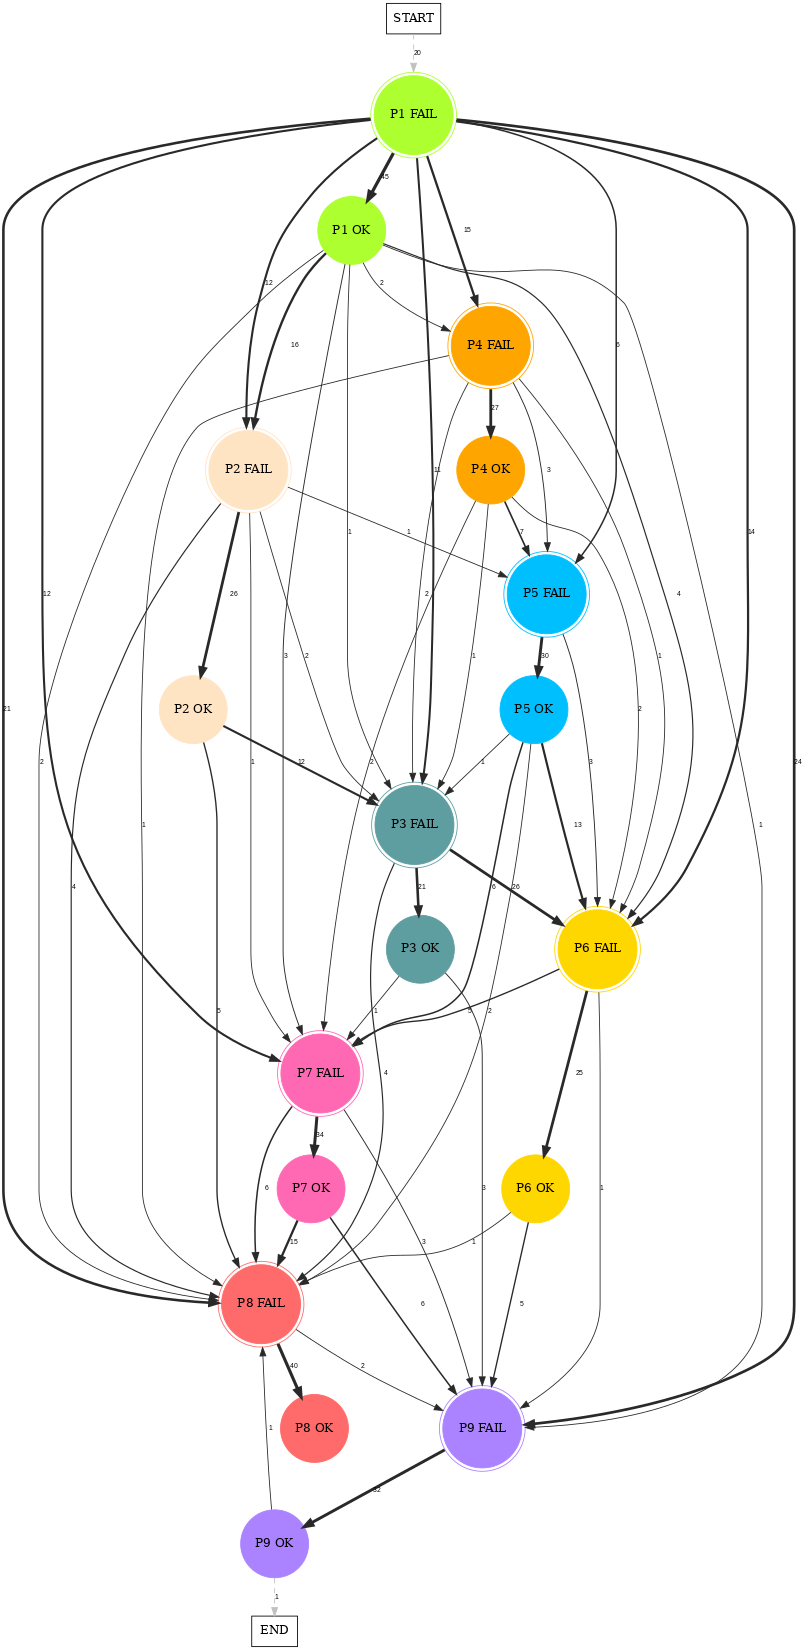 START
20
P1 FAIL
45
P1 OK
15
12
16
2
P4 FAIL
6
27
P2 FAIL
P4 OK
11
3
26
1
1
7
14
12
2
4
3
2
1
1
P5 FAIL
30
P2 OK
P5 OK
21
2
1
12
2
1
3
2
24
1
P3 FAIL
13
4
21
6
26
P3 OK
P6 FAIL
5
1
5
2
P7 FAIL
4
25
34
6
P7 OK
3
P6 OK
1
15
3
1
P8 FAIL
6
5
40
2
1
P8 OK
P9 FAIL
32
P9 OK
1
END